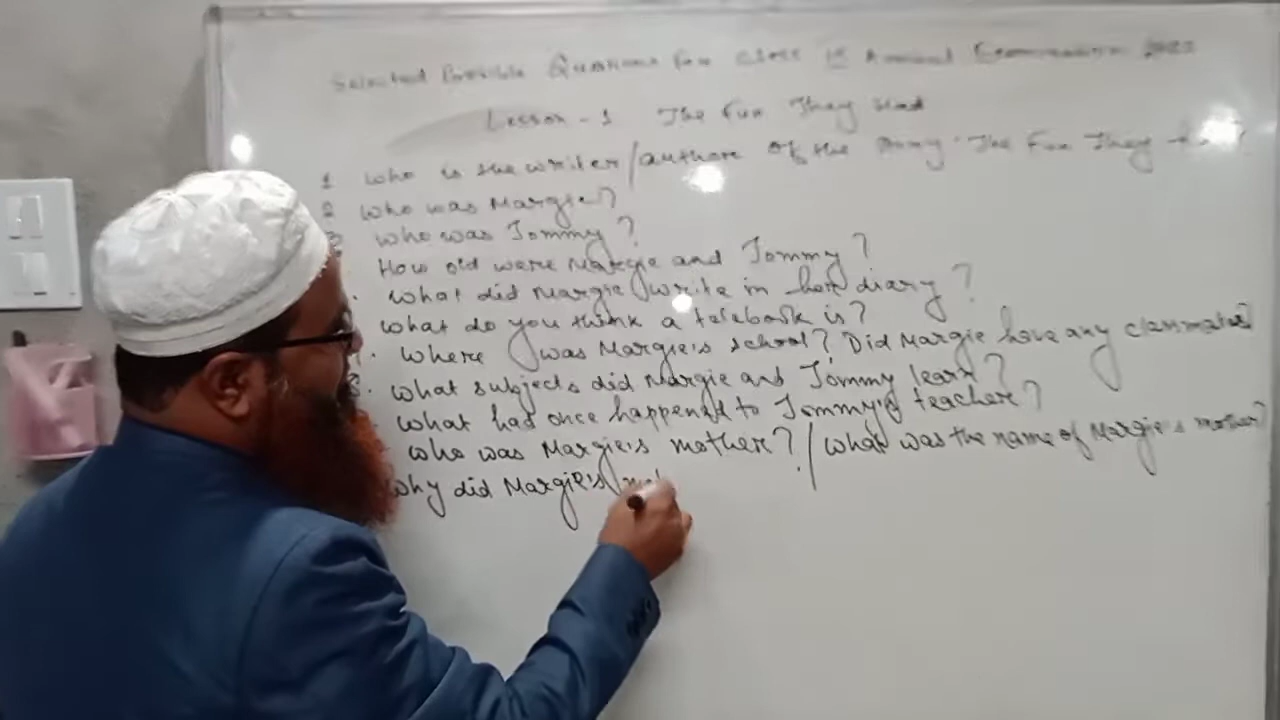 Selected Possible Questions for Class IX Annual Examination
Lesson - 1 The Fun They Had
1 Who is the writer/authore of the story The Fun They
2 Who was Margie?
3 Who was Tommy?
How old were Margie and Tommy?
What did Margie write in her diary?
What do you think a telebook is?
Where was Margie's school? Did Margie have any classmates?
8. What subjects did Margie and Tommy learn?
What had once happened to Tommy's teacher?
Who was Margie's mother? / What was the name of Margie's mother?
Why did Margie's